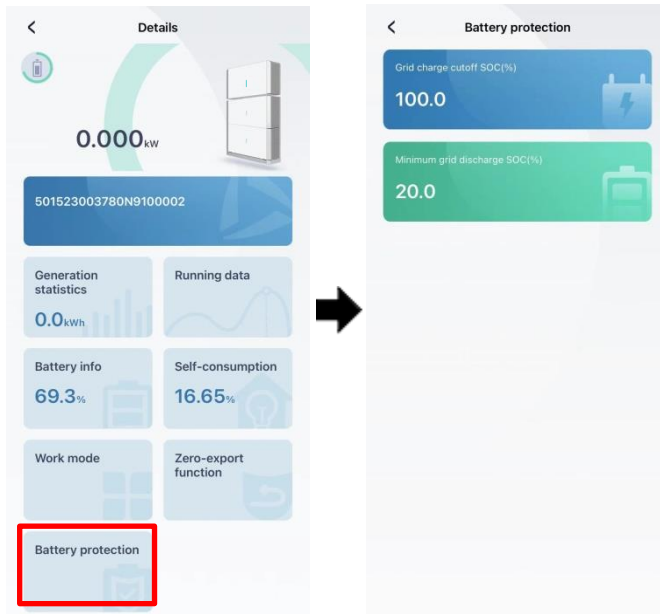 Details
0.000kW
501523003780N9100002
Generation
statistics
0.0kWh
Running data
Battery info
69.3%
Self-consumption
16.65%
Work mode
Zero-export
function
Battery protection
Battery protection
Grid charge cutoff SOC(%)
100.0
Minimum grid discharge SOC(%)
20.0